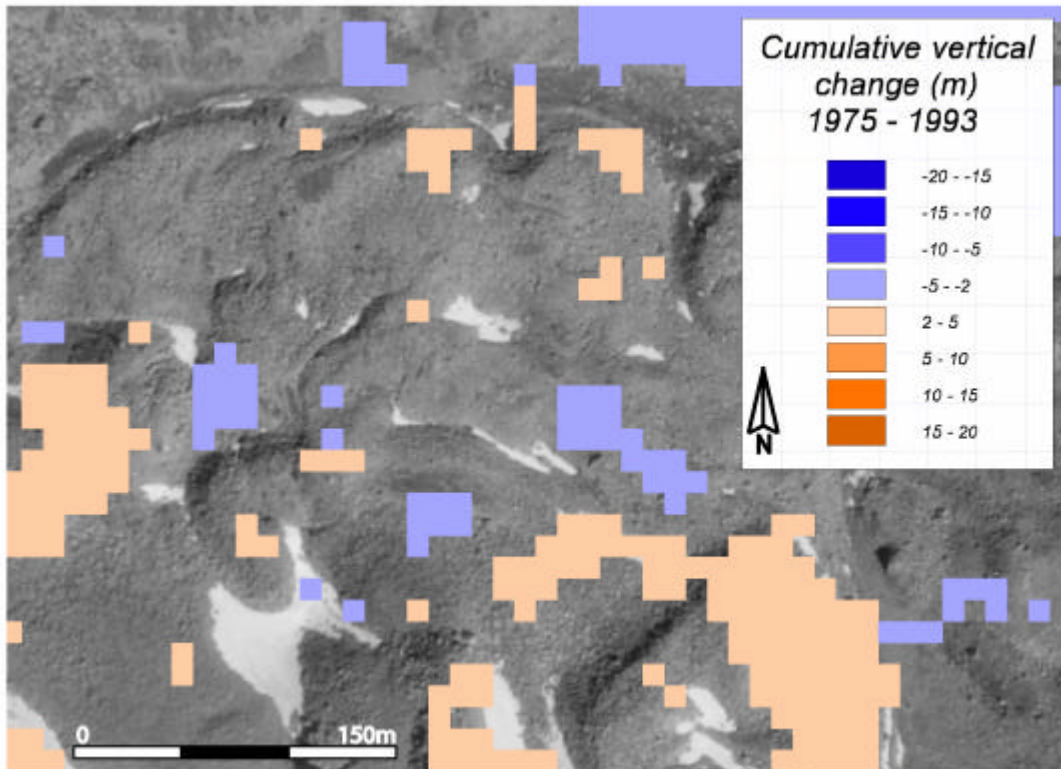 Cumulative vertical
change (m)
1975 - 1993
-20 - -15
-15 - -10
-10 - -5
-5 - -2
2 - 5
5 - 10
10 - 15
15 - 20
N
0 150m